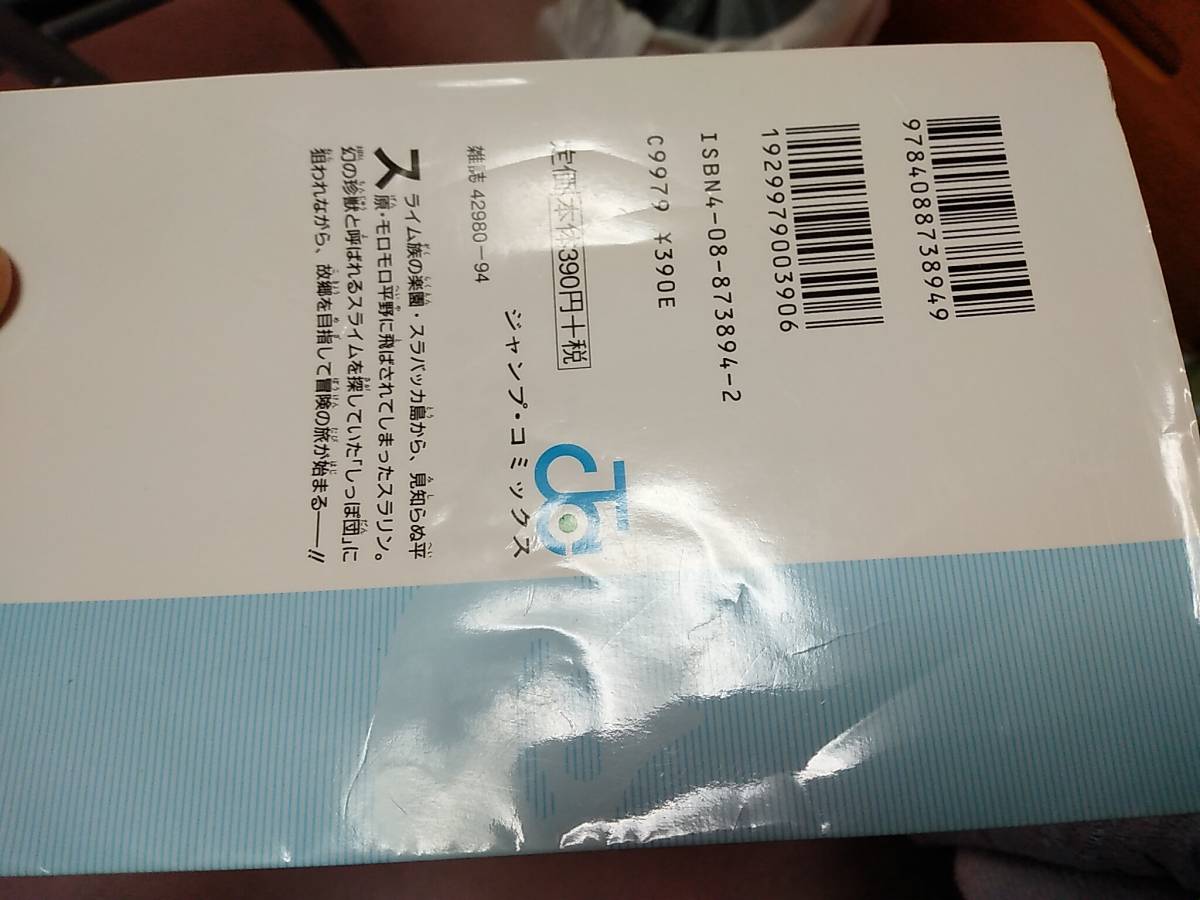 9784088738949
1929979003906
ISBN4-08-873894-2
C9979 ¥390E
定価 本体390円+税
雑誌 42980-94
ジャンプ・コミックス
スライム族の楽園・スラバッカ島から、見知らぬ平
原・モロモロ平野に飛ばされてしまったスラリン。
幻の珍獣と呼ばれるスライムを探していた「しっぽ団」に
狙われながら、故郷を目指して冒険の旅が始まる――!!